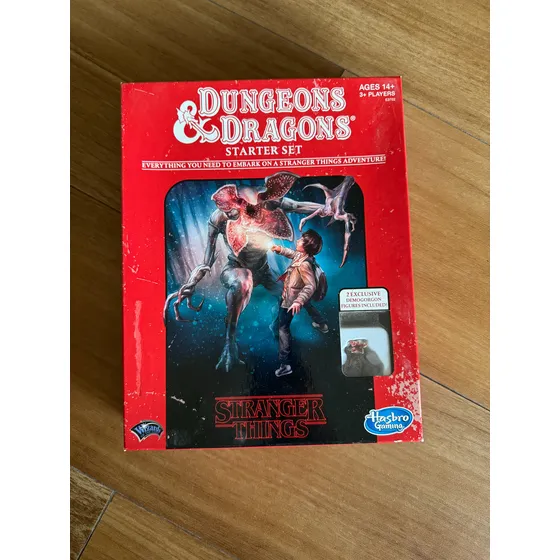 AGES 14+
3+ PLAYERS
DUNGEONS
& DRAGONS®
STARTER SET
EVERYTHING YOU NEED TO EMBARK ON A STRANGER THINGS ADVENTURE!
2 EXCLUSIVE
DEMOGORGON
FIGURES INCLUDED!
STRANGER
THINGS
Wizards
Hasbro
Gaming